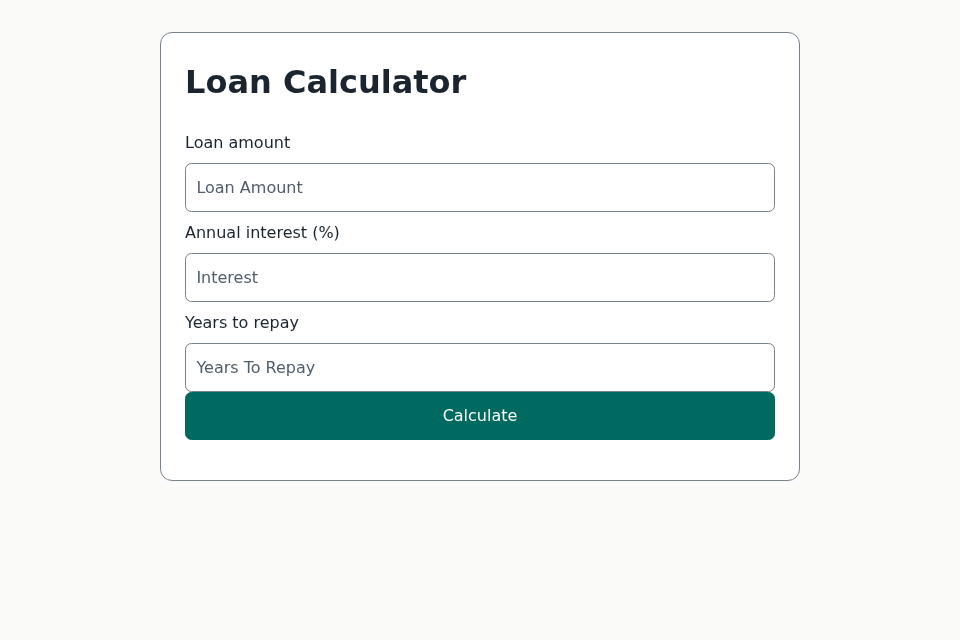 Loan Calculator
Loan amount
Loan Amount
Annual interest (%)
Interest
Years to repay
Years To Repay
Calculate